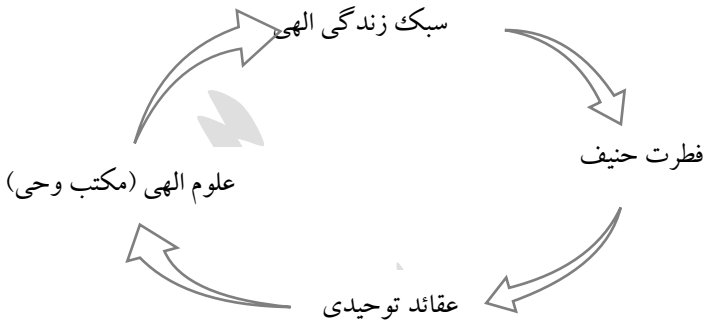 سبک زندگی الهی
فطرت حنیف
علوم الهی (مکتب وحی)
عقائد توحیدی